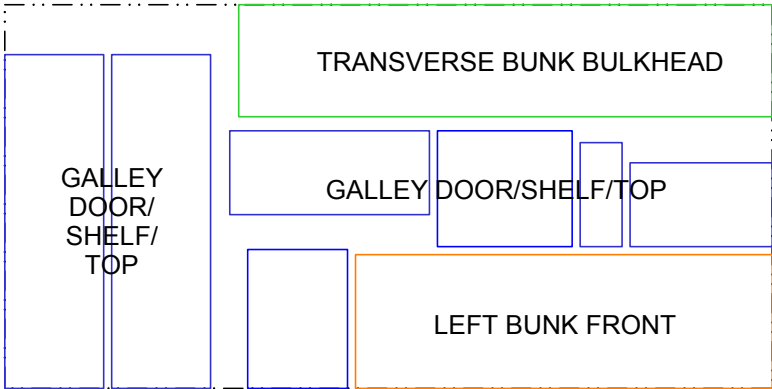 TRANSVERSE BUNK BULKHEAD
GALLEY
DOOR/
SHELF/
TOP
GALLEY DOOR/SHELF/TOP
LEFT BUNK FRONT